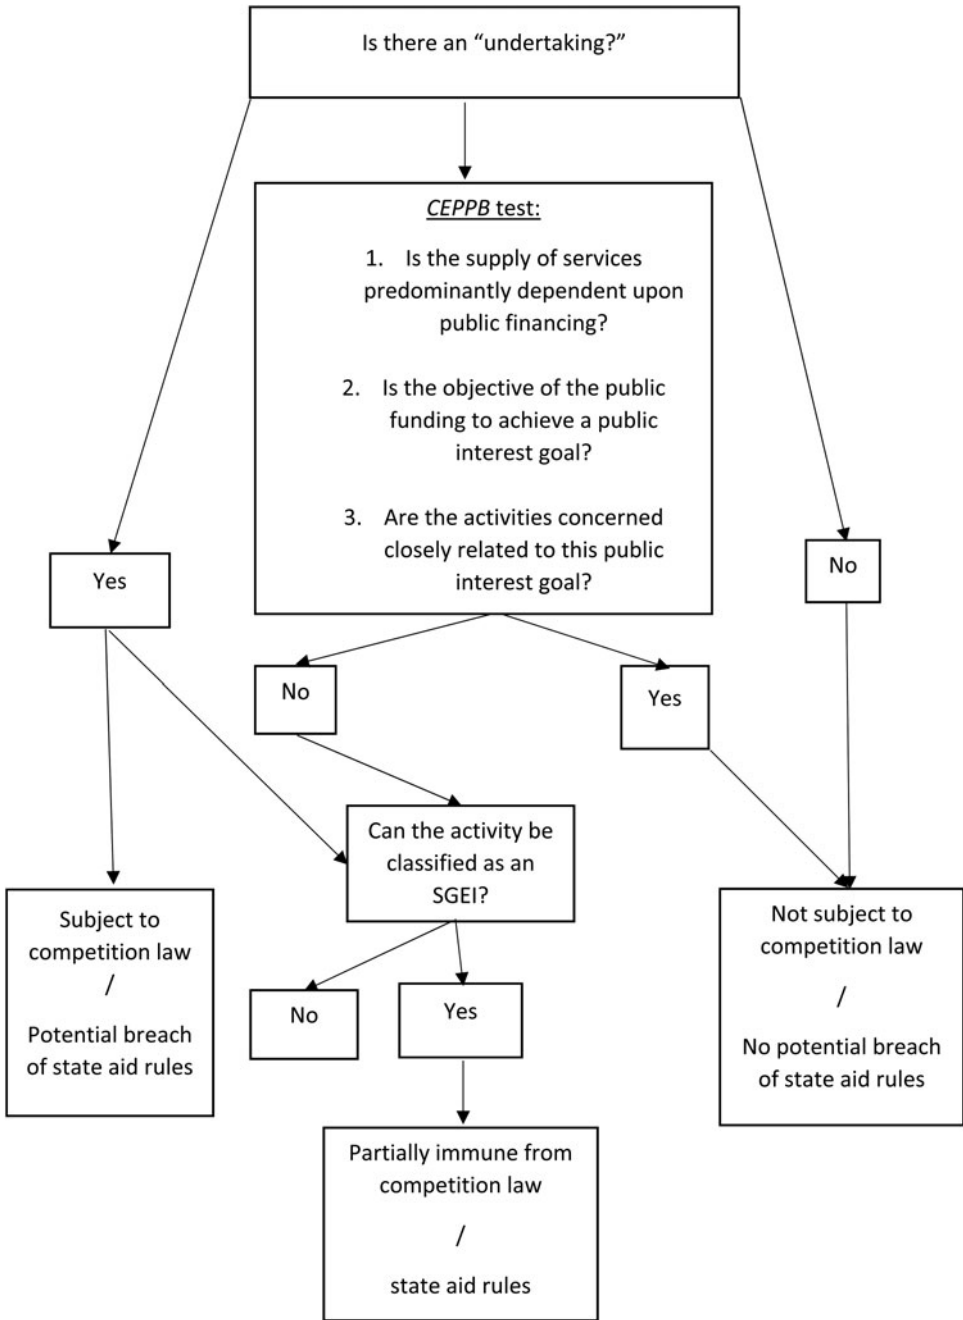 Is there an “undertaking?”
CEPPB test:
1. Is the supply of services
predominantly dependent upon
public financing?
2. Is the objective of the public
funding to achieve a public
interest goal?
3. Are the activities concerned
closely related to this public
interest goal?
Yes
No
No
Yes
Can the activity be
classified as an
SGEI?
Subject to
competition law
/
Potential breach
of state aid rules
No
Yes
Not subject to
competition law
/
No potential breach
of state aid rules
Partially immune from
competition law
/
state aid rules